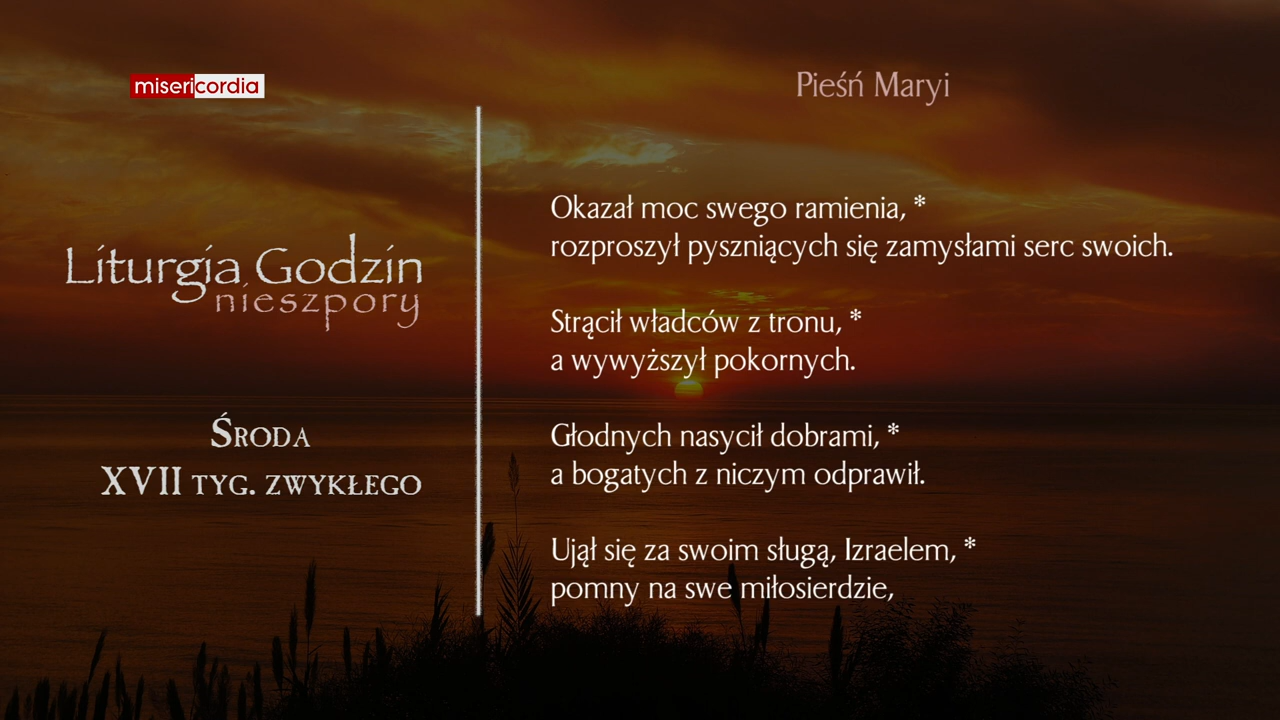 misericordia
Liturgia Godzin
nieszpory
Środa
XVII tyg. zwykłego
Pieśń Maryi
Okazał moc swego ramienia, *
rozproszył pyszniących się zamysłami serc swoich.
Strącił władców z tronu, *
a wywyższył pokornych.
Głodnych nasycił dobrami, *
a bogatych z niczym odprawił.
Ujął się za swoim sługą, Izraelem, *
pomny na swe miłosierdzie,